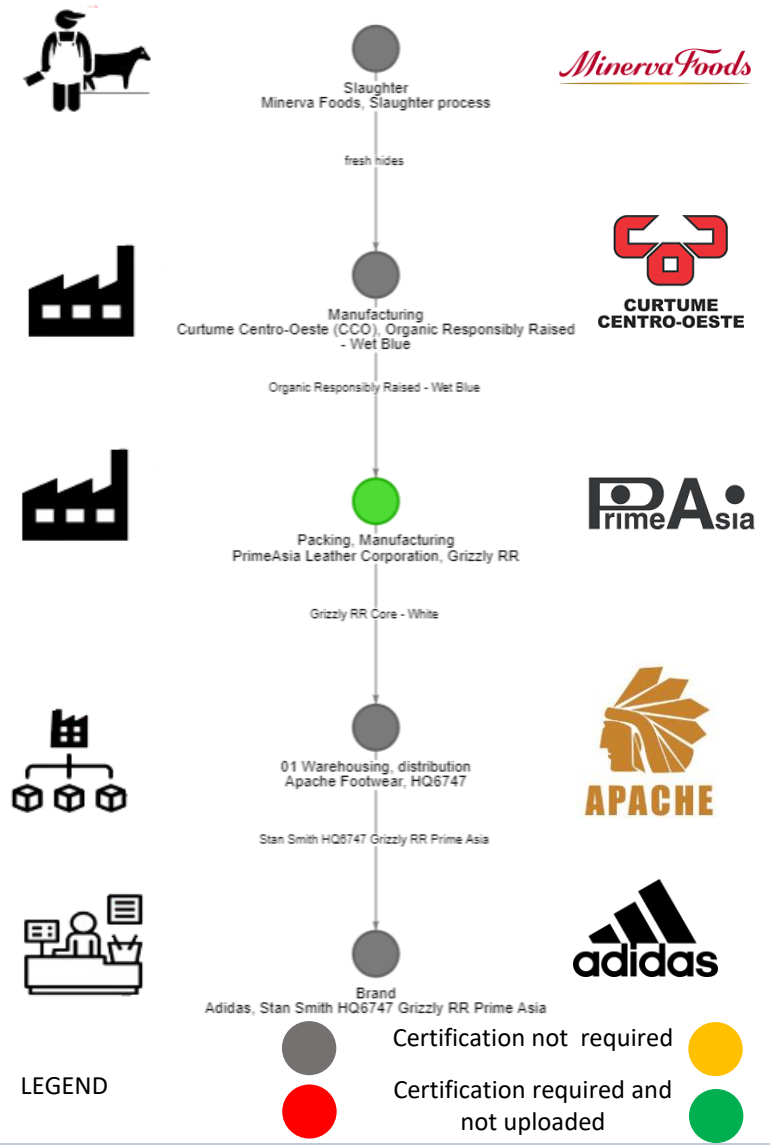 Slaughter
Minerva Foods, Slaughter process
Minerva Foods
fresh hides
Manufacturing
Curtume Centro-Oeste (CCO), Organic Responsibly Raised
- Wet Blue
CURTUME
CENTRO-OESTE
Organic Responsibly Raised - Wet Blue
Packing, Manufacturing
PrimeAsia Leather Corporation, Grizzly RR
PrimeAsia
Grizzly RR Core - White
01 Warehousing, distribution
Apache Footwear, HQ6747
APACHE
Stan Smith HQ6747 Grizzly RR Prime Asia
Brand
Adidas, Stan Smith HQ6747 Grizzly RR Prime Asia
adidas
LEGEND
Certification not required
Certification required and
not uploaded